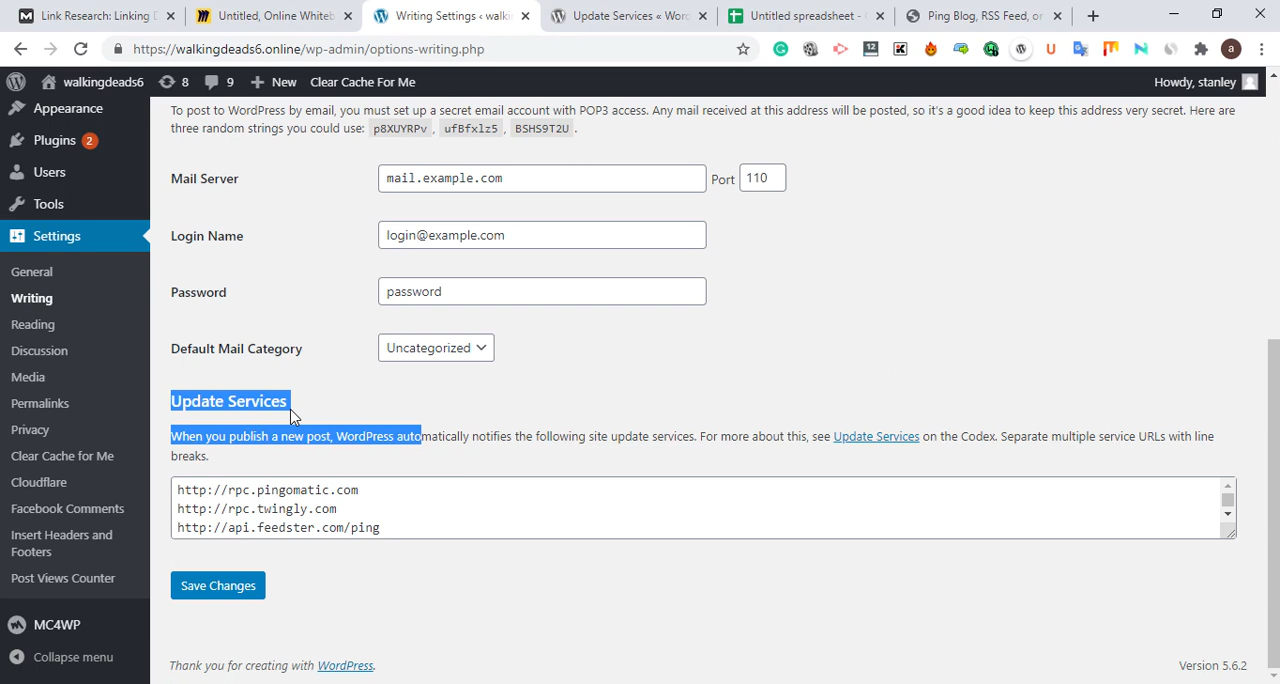 Link Research: Linking D
Untitled, Online Whiteb
Writing Settings ‹ walki
Update Services « Wor
Untitled spreadsheet -
Ping Blog, RSS Feed, or
https://walkingdeads6.online/wp-admin/options-writing.php
walkingdeads6
8
9
New
Clear Cache For Me
Howdy, stanley
Appearance
Plugins 2
Users
Tools
Settings
General
Writing
Reading
Discussion
Media
Permalinks
Privacy
Clear Cache for Me
Cloudflare
Facebook Comments
Insert Headers and
Footers
Post Views Counter
MC4WP
Collapse menu
To post to WordPress by email, you must set up a secret email account with POP3 access. Any mail received at this address will be posted, so it's a good idea to keep this address very secret. Here are
three random strings you could use: p8XUYRPv, ufBfxlz5, BSHS9T2U.
Mail Server mail.example.com Port 110
Login Name login@example.com
Password password
Default Mail Category Uncategorized
Update Services
When you publish a new post, WordPress automatically notifies the following site update services. For more about this, see Update Services on the Codex. Separate multiple service URLs with line
breaks.
http://rpc.pingomatic.com
http://rpc.twingly.com
http://api.feedster.com/ping
Save Changes
Thank you for creating with WordPress.
Version 5.6.2